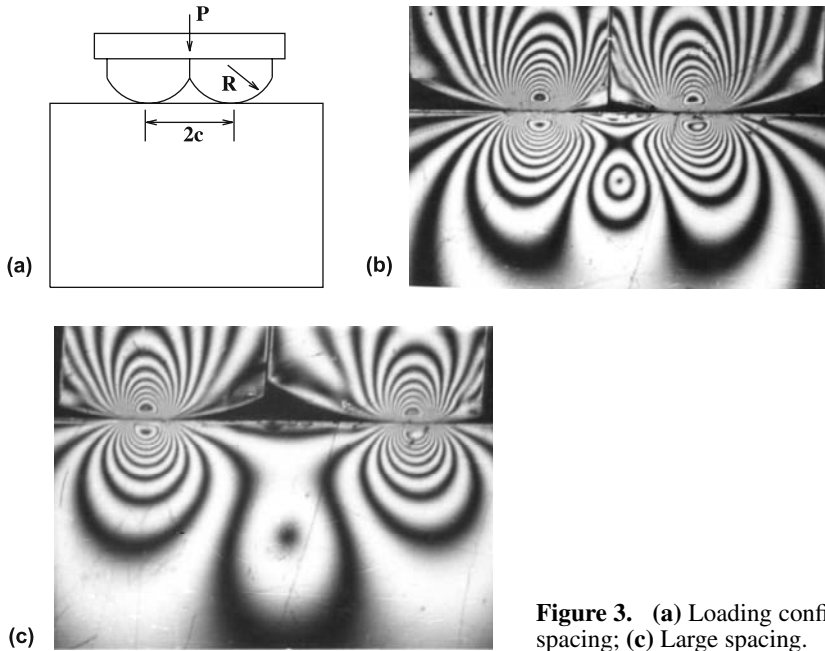 P
R
2c
(a)
(b)
(c)
Figure 3. (a) Loading confi
spacing; (c) Large spacing.